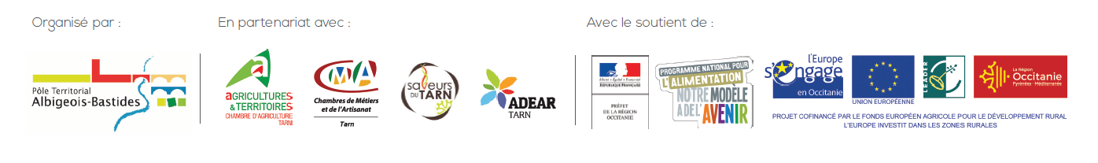 Organisé par :
En partenariat avec :
Avec le soutien de :
Pôle Territorial
Albigeois-Bastides
AGRICULTURES
& TERRITOIRES
CHAMBRE D'AGRICULTURE
TARN
CMA
Chambres de Métiers
et de l'Artisanat
Tarn
saveurs
DU TARN
ADEAR
TARN
RÉPUBLIQUE FRANÇAISE
PRÉFET
DE LA RÉGION
OCCITANIE
PROGRAMME NATIONAL POUR
L'ALIMENTATION
NOTRE MODÈLE
A DE L'AVENIR
l'Europe
s'engage
en Occitanie
UNION EUROPÉENNE
LEADER
La Région
Occitanie
Pyrénées - Méditerranée
PROJET COFINANCÉ PAR LE FONDS EUROPÉEN AGRICOLE POUR LE DÉVELOPPEMENT RURAL
L'EUROPE INVESTIT DANS LES ZONES RURALES